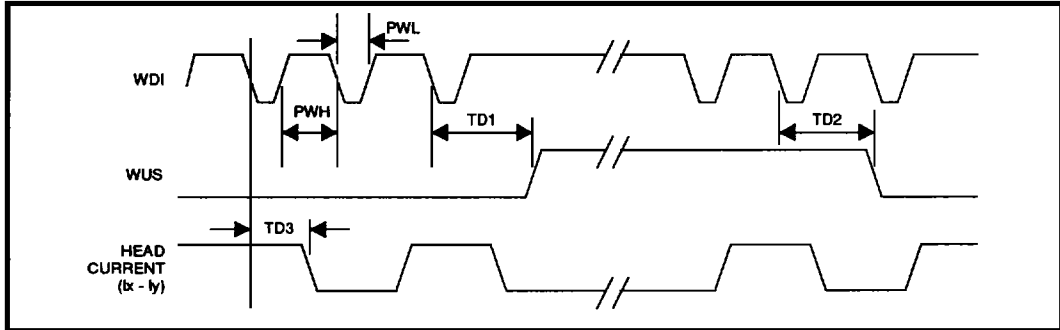 PWL
WDI
PWH
TD1
TD2
WUS
TD3
HEAD
CURRENT
(Ix - Iy)